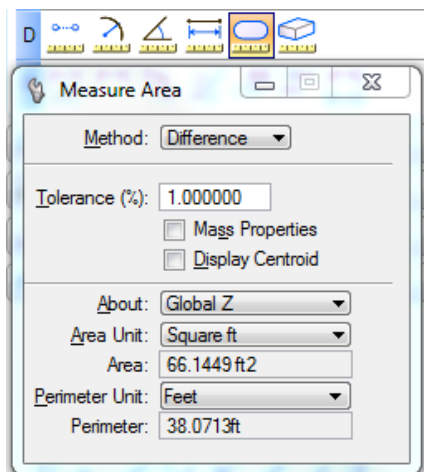 D
Measure Area
Method: Difference
Tolerance (%): 1.000000
Mass Properties
Display Centroid
About: Global Z
Area Unit: Square ft
Area: 66.1449 ft2
Perimeter Unit: Feet
Perimeter: 38.0713ft